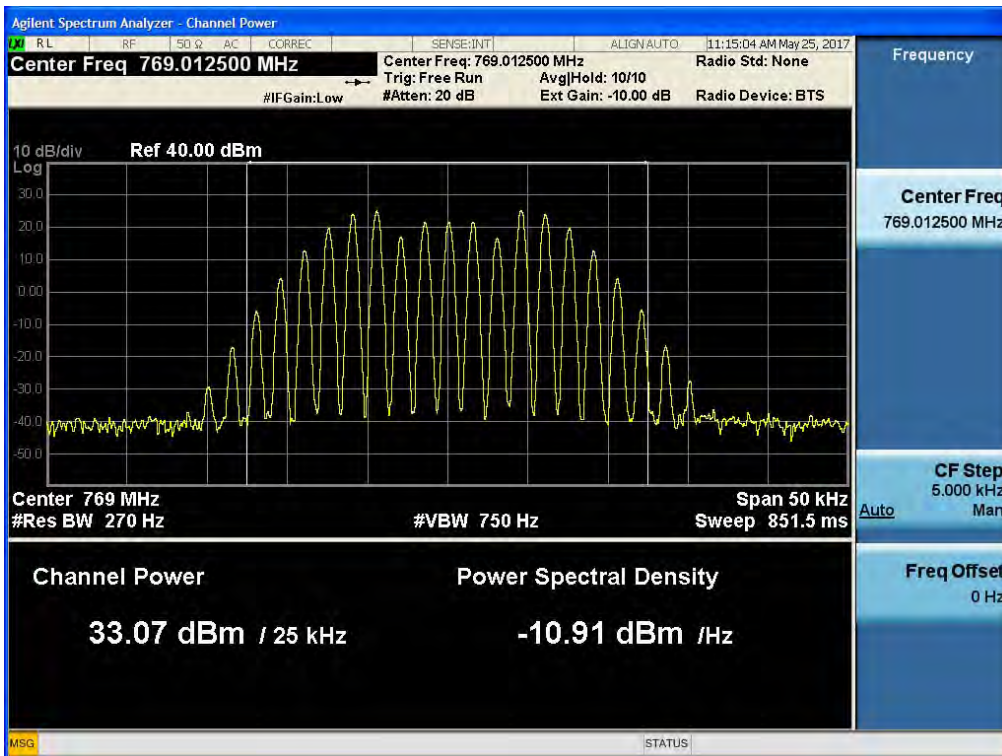 Agilent Spectrum Analyzer - Channel Power
LXI RL RF 50 Ω AC CORREC SENSE:INT ALIGNAUTO 11:15:04 AM May 25, 2017
Center Freq 769.012500 MHz
Center Freq: 769.012500 MHz Radio Std: None
Trig: Free Run Avg|Hold: 10/10
#IFGain:Low #Atten: 20 dB Ext Gain: -10.00 dB Radio Device: BTS
10 dB/div Ref 40.00 dBm
Log
30.0
20.0
10.0
0.00
-10.0
-20.0
-30.0
-40.0
-50.0
Center 769 MHz Span 50 kHz
#Res BW 270 Hz #VBW 750 Hz Sweep 851.5 ms
Channel Power Power Spectral Density
33.07 dBm / 25 kHz -10.91 dBm /Hz
Frequency
Center Freq
769.012500 MHz
CF Step
5.000 kHz
Auto Man
Freq Offset
0 Hz
MSG STATUS